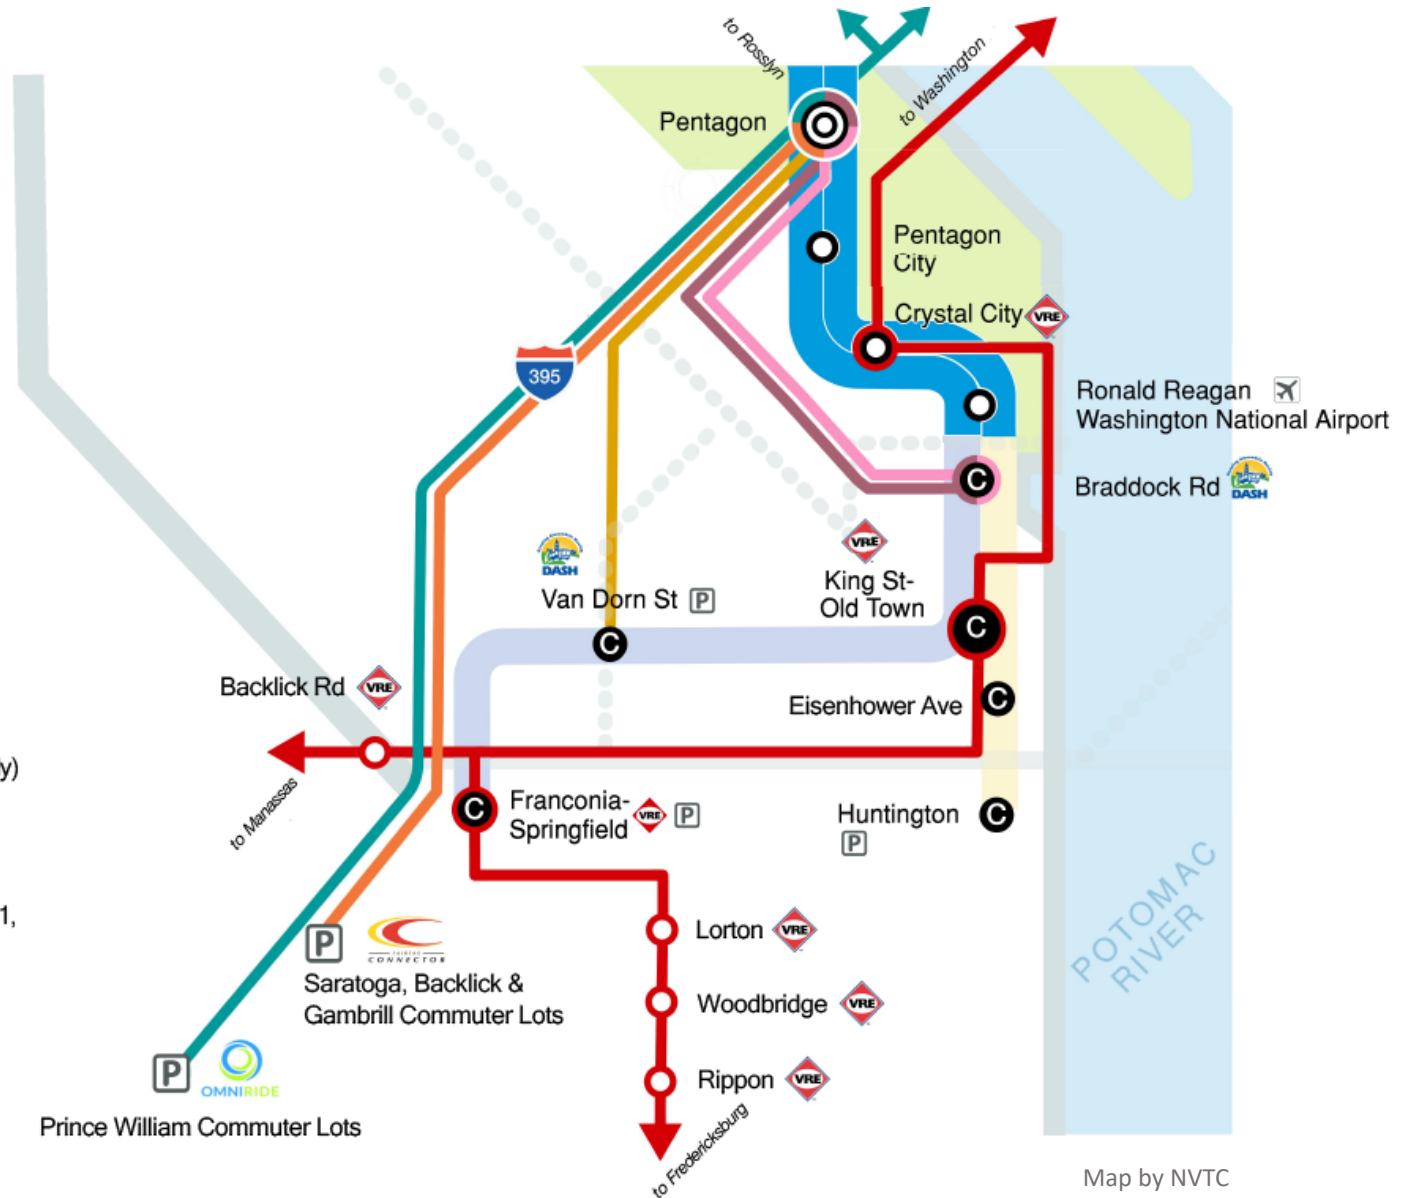 to Rosslyn
to Washington
Pentagon
Pentagon
City
Crystal City VRE
395
Ronald Reagan
Washington National Airport
Braddock Rd DASH
C
VRE
DASH
King St-
Old Town
Van Dorn St P
C
C
Backlick Rd VRE
Eisenhower Ave C
y)
to Manassas
C
Franconia-
Springfield VRE P
Huntington C
P
1,
P
CONNECTOR
Lorton VRE
Saratoga, Backlick &
Gambrill Commuter Lots
Woodbridge VRE
POTOMAC
RIVER
P
OMNIRIDE
Rippon VRE
Prince William Commuter Lots
to Fredericksburg
Map by NVTC